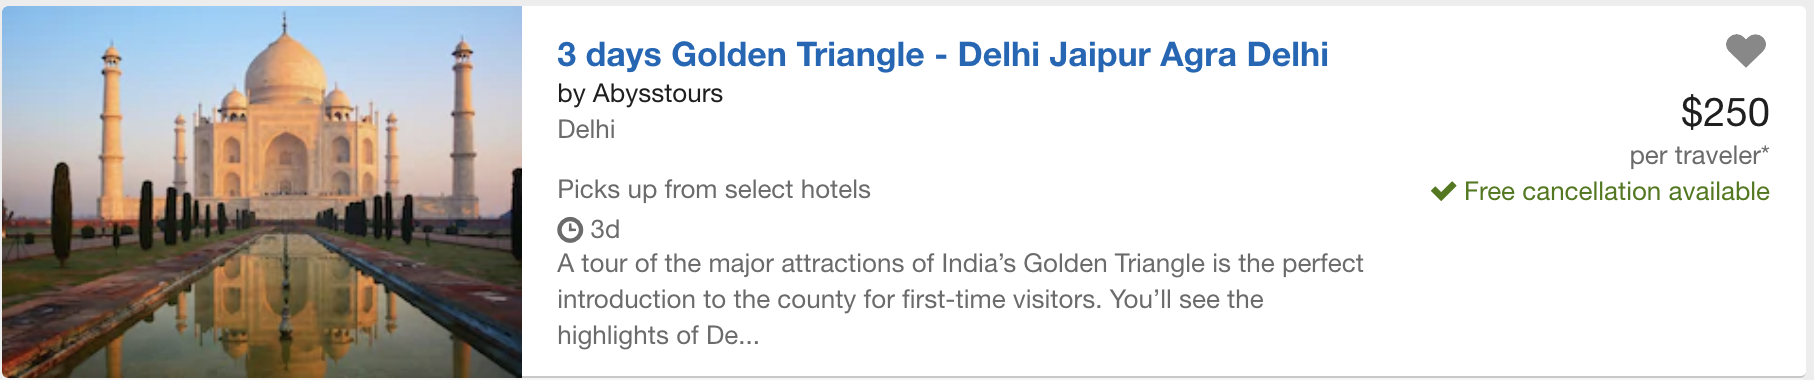 3 days Golden Triangle - Delhi Jaipur Agra Delhi
by Abysstours
Delhi
$250
per traveler*
Free cancellation available
Picks up from select hotels
3d
A tour of the major attractions of India’s Golden Triangle is the perfect
introduction to the county for first-time visitors. You’ll see the
highlights of De...